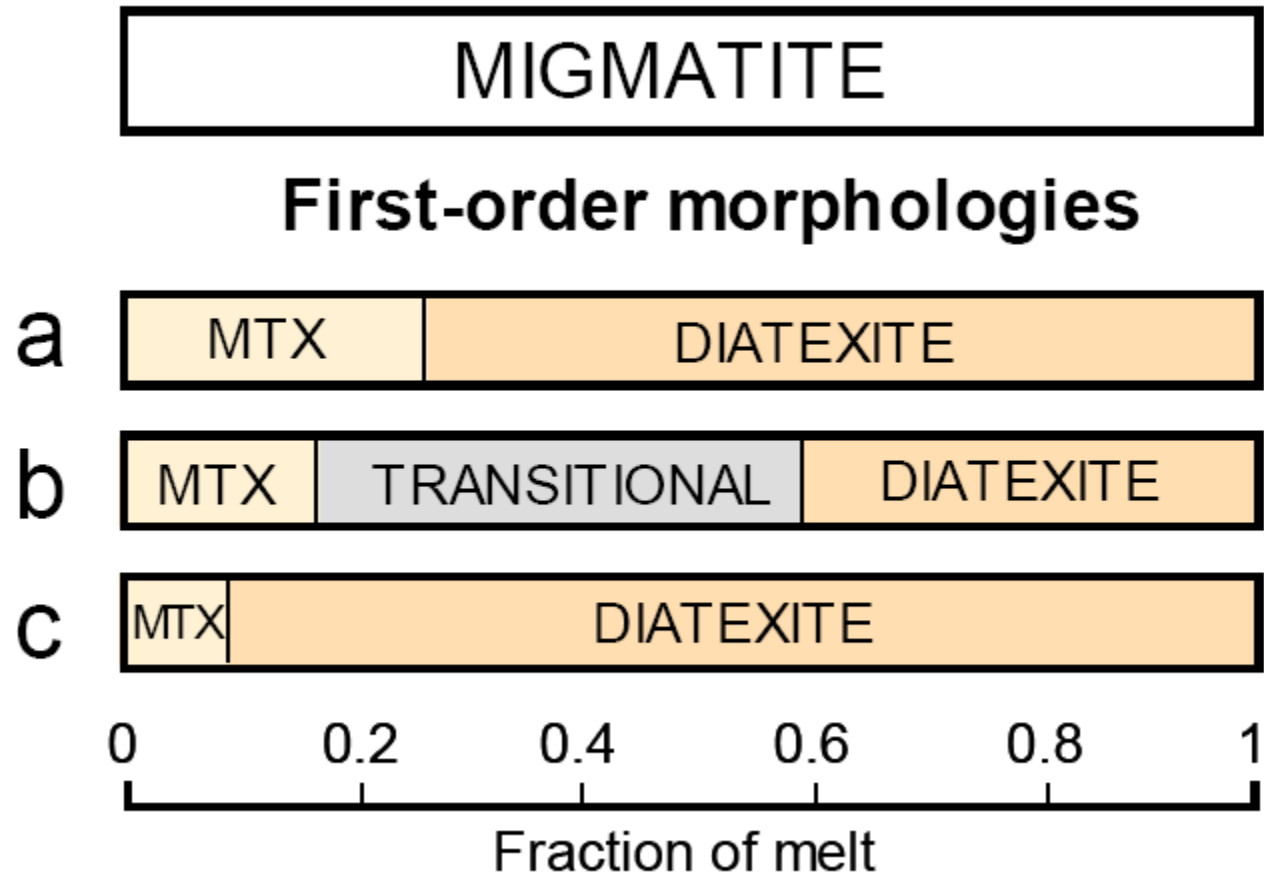 MIGMATITE
First-order morphologies
a MTX DIATEXITE
b MTX TRANSITIONAL DIATEXITE
c MTX DIATEXITE
0 0.2 0.4 0.6 0.8 1
Fraction of melt